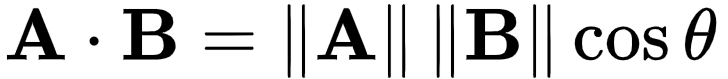 𝐀 · 𝐁 = ‖𝐀‖ ‖𝐁‖ cos θ